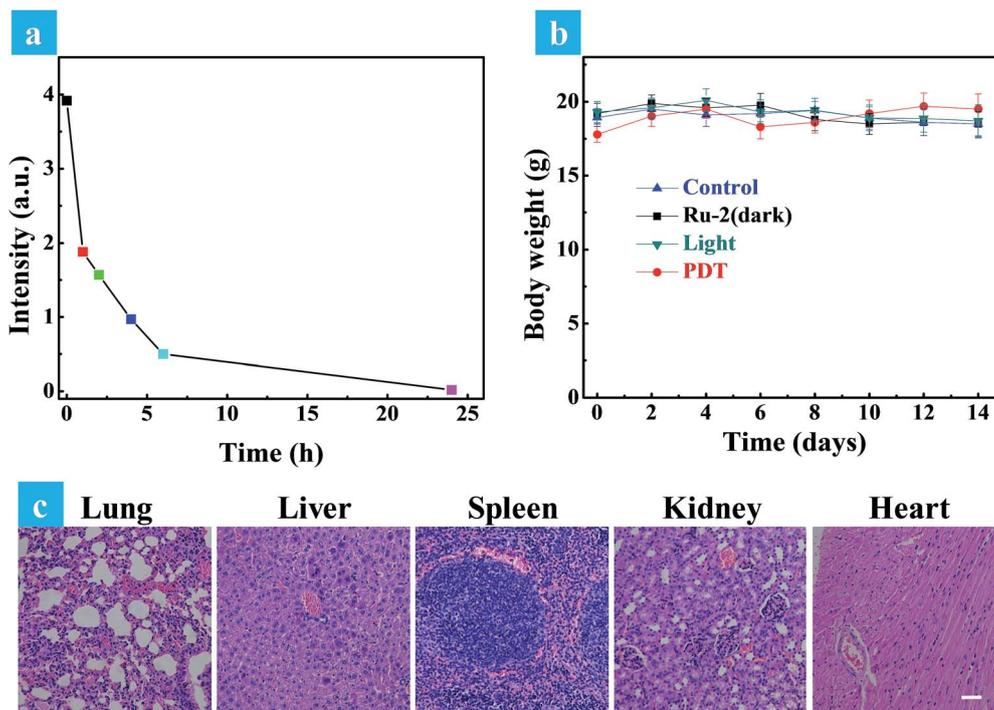 a
b
4
3
2
1
0
Intensity (a.u.)
0 5 10 15 20 25
Time (h)
20
15
10
5
0
Body weight (g)
Control
Ru-2(dark)
Light
PDT
0 2 4 6 8 10 12 14
Time (days)
c
Lung Liver Spleen Kidney Heart